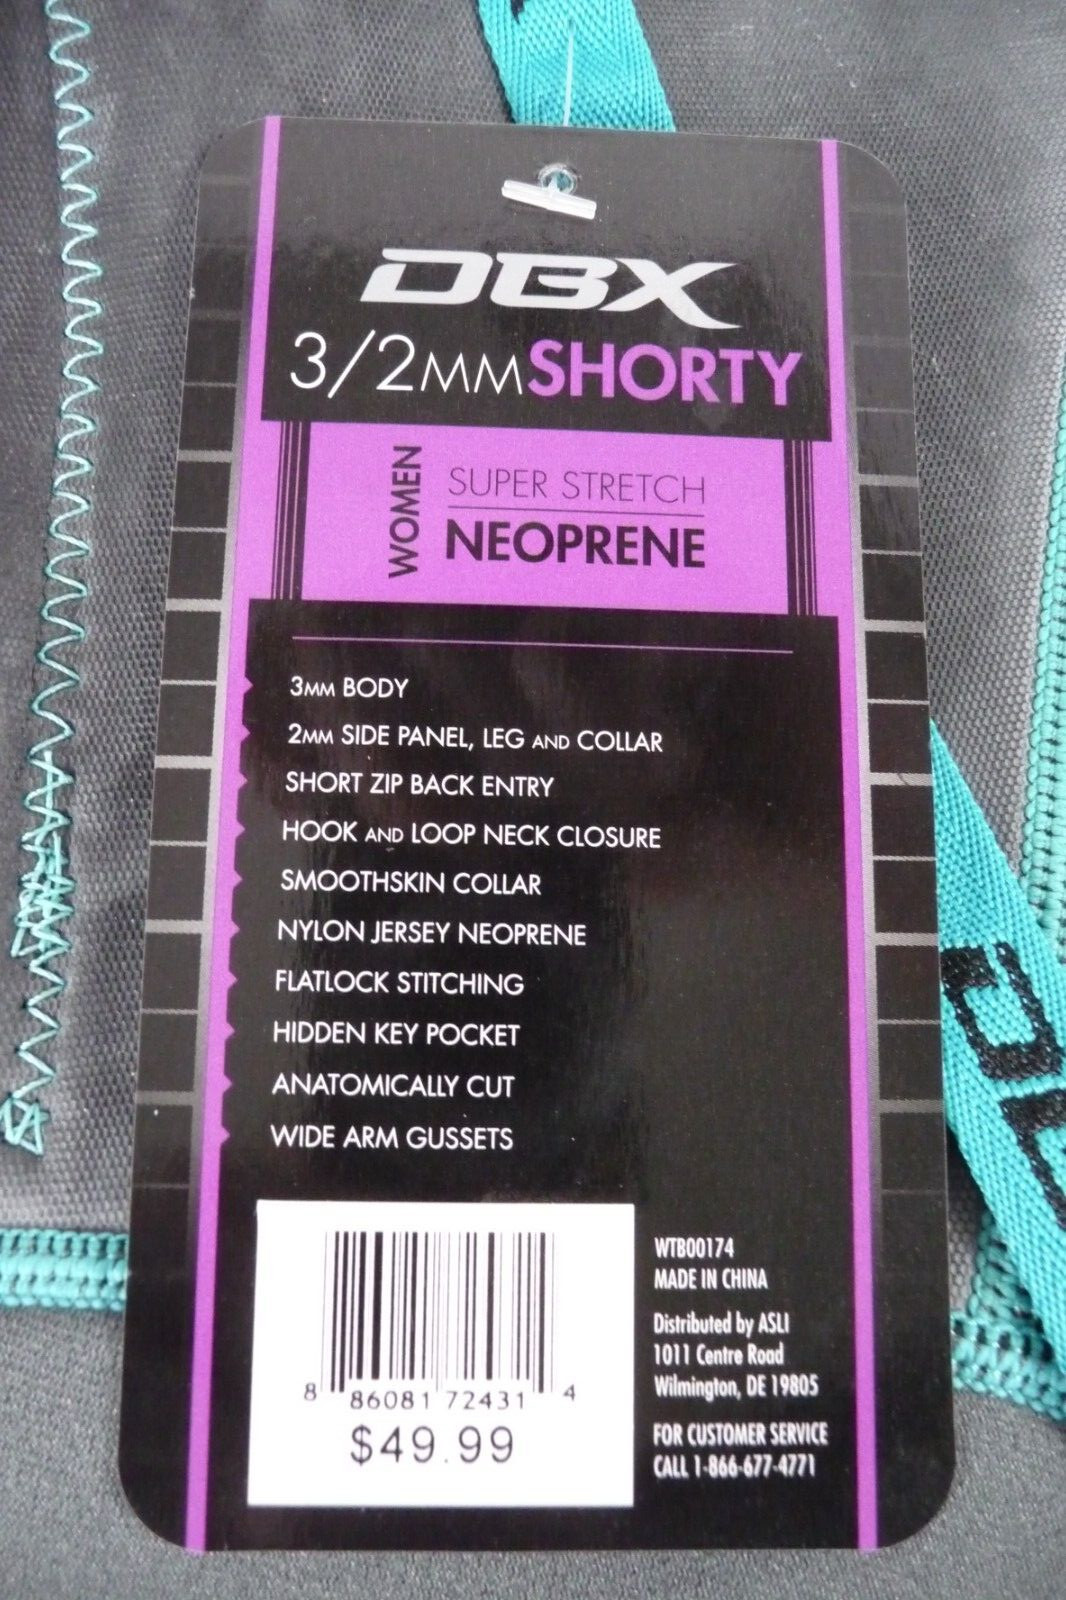 DBX
3/2MM SHORTY
WOMEN
SUPER STRETCH
NEOPRENE
3MM BODY
2MM SIDE PANEL, LEG AND COLLAR
SHORT ZIP BACK ENTRY
HOOK AND LOOP NECK CLOSURE
SMOOTHSKIN COLLAR
NYLON JERSEY NEOPRENE
FLATLOCK STITCHING
HIDDEN KEY POCKET
ANATOMICALLY CUT
WIDE ARM GUSSETS
8 86081 72431 4
$49.99
WTB00174
MADE IN CHINA
Distributed by ASLI
1011 Centre Road
Wilmington, DE 19805
FOR CUSTOMER SERVICE
CALL 1-866-677-4771